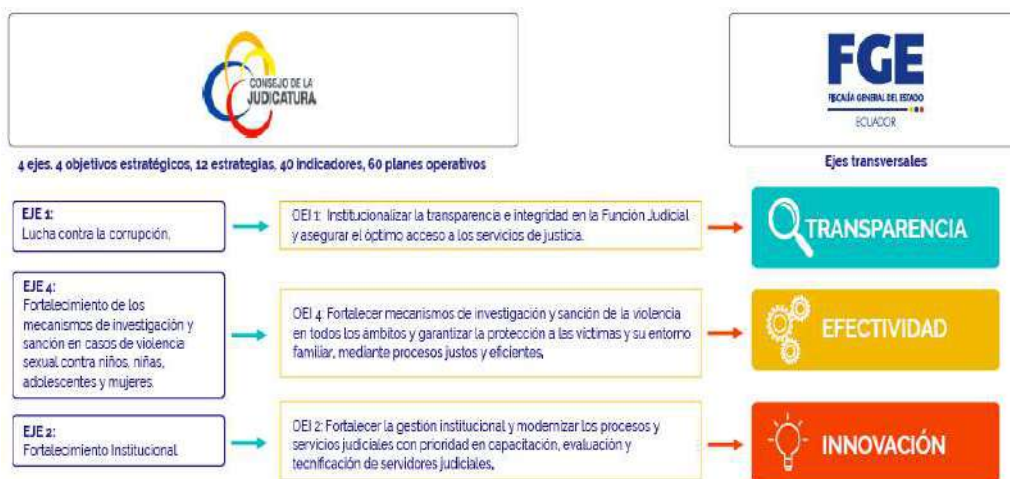 CONSEJO DE LA
JUDICATURA
FGE
FISCALÍA GENERAL DEL ESTADO
ECUADOR
4 ejes. 4 objetivos estratégicos, 12 estrategias, 40 indicadores, 60 planes operativos
Ejes transversales
EJE 1:
Lucha contra la corrupción.
OEI 1: Institucionalizar la transparencia e integridad en la Función Judicial
y asegurar el óptimo acceso a los servicios de justicia.
TRANSPARENCIA
EJE 4:
Fortalecimiento de los
mecanismos de investigación y
sanción en casos de violencia
sexual contra niños, niñas,
adolescentes y mujeres.
OEI 4: Fortalecer mecanismos de investigación y sanción de la violencia
en todos los ámbitos y garantizar la protección a las víctimas y su entorno
familiar, mediante procesos justos y eficientes.
EFECTIVIDAD
EJE 2:
Fortalecimiento Institucional.
OEI 2: Fortalecer la gestión institucional y modernizar los procesos y
servicios judiciales con prioridad en capacitación, evaluación y
tecnificación de servidores judiciales.
INNOVACIÓN